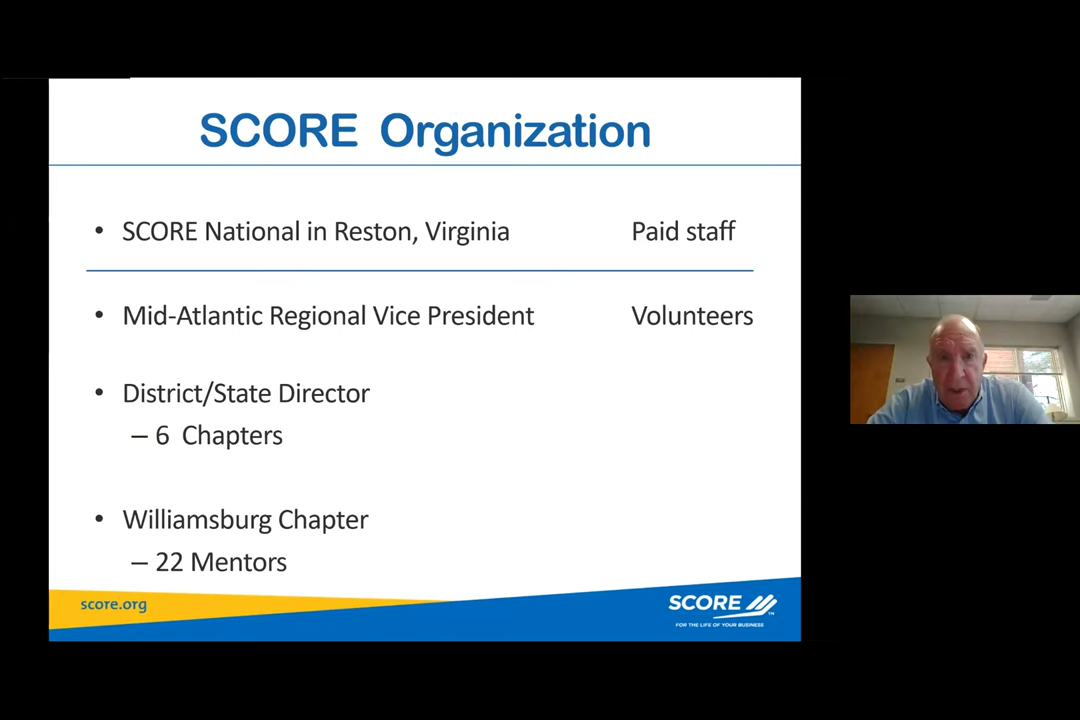 SCORE Organization
• SCORE National in Reston, Virginia Paid staff
• Mid-Atlantic Regional Vice President Volunteers
• District/State Director
– 6 Chapters
• Williamsburg Chapter
– 22 Mentors
score.org
SCORE TM
FOR THE LIFE OF YOUR BUSINESS